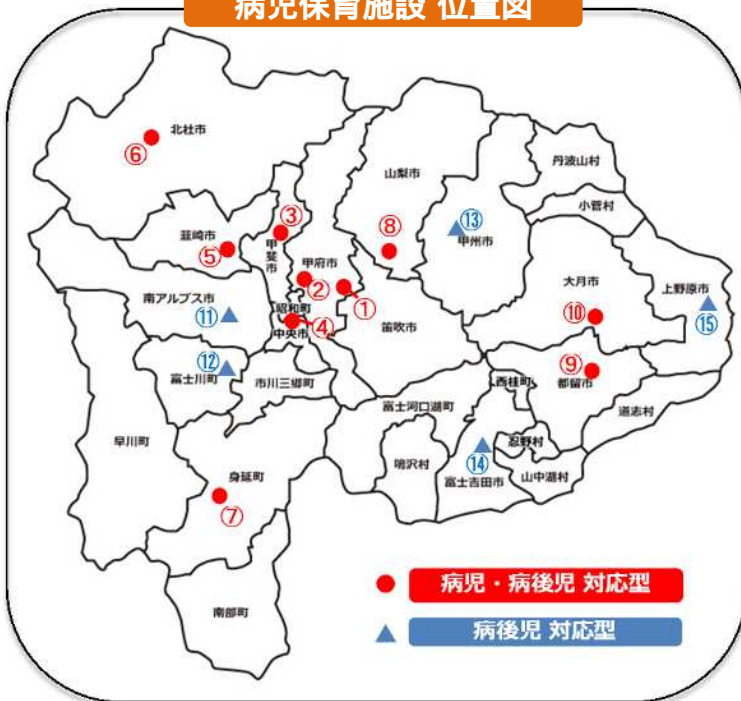 病児保育施設 位置図
北杜市
⑥
丹波山村
山梨市
小菅村
③
⑬
甲州市
韮崎市
⑤
甲斐市
甲府市
⑧
②
①
大月市
上野原市
南アルプス市
⑪
昭和町
④
中央市
笛吹市
⑩
⑮
⑫
富士川町
市川三郷町
⑨
都留市
西桂町
富士河口湖町
道志村
早川町
忍野村
鳴沢村
⑭
富士吉田市
山中湖村
身延町
⑦
南部町
病児・病後児 対応型
病後児 対応型